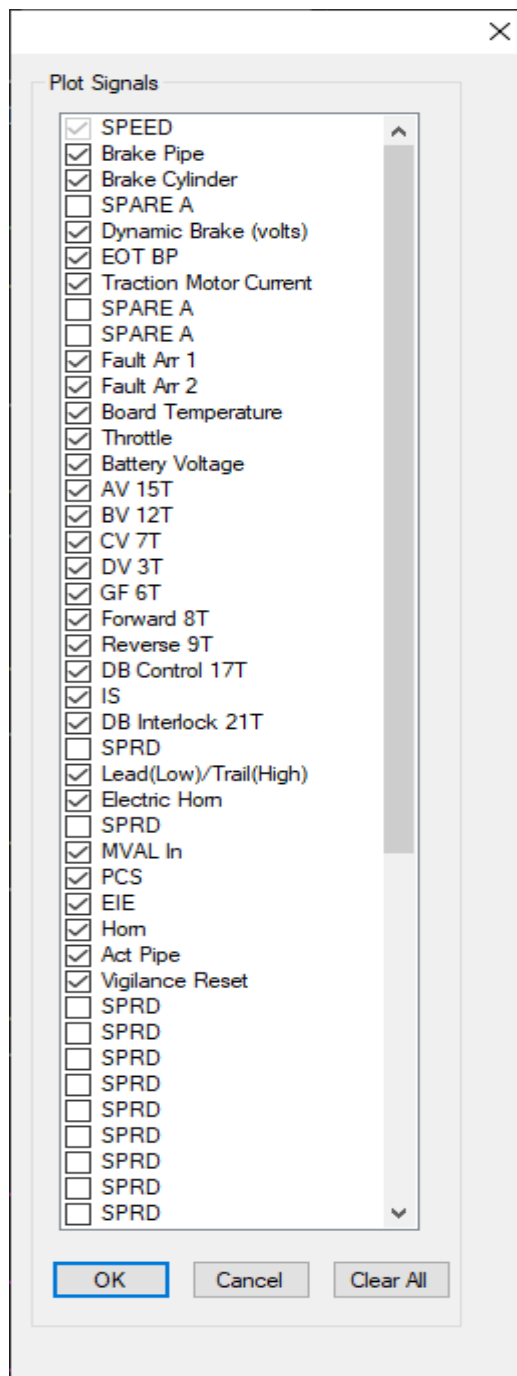 Plot Signals
SPEED
Brake Pipe
Brake Cylinder
SPARE A
Dynamic Brake (volts)
EOT BP
Traction Motor Current
SPARE A
SPARE A
Fault Arr 1
Fault Arr 2
Board Temperature
Throttle
Battery Voltage
AV 15T
BV 12T
CV 7T
DV 3T
GF 6T
Forward 8T
Reverse 9T
DB Control 17T
IS
DB Interlock 21T
SPRD
Lead(Low)/Trail(High)
Electric Horn
SPRD
MVAL In
PCS
EIE
Horn
Act Pipe
Vigilance Reset
SPRD
SPRD
SPRD
SPRD
SPRD
SPRD
SPRD
SPRD
SPRD
OK Cancel Clear All